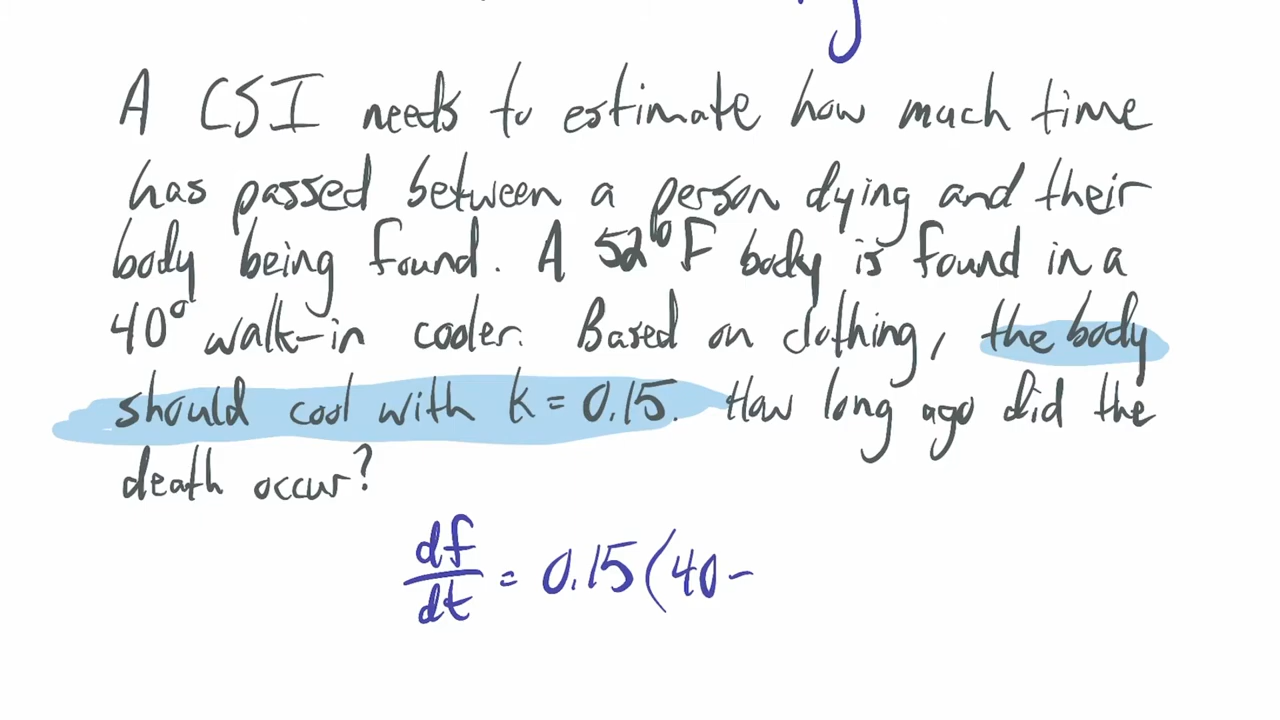 A CSI needs to estimate how much time
has passed between a person dying and their
body being found. A 52°F body is found in a
40° walk-in cooler. Based on clothing, the body
should cool with k = 0.15. How long ago did the
death occur?
df/dt = 0.15(40-